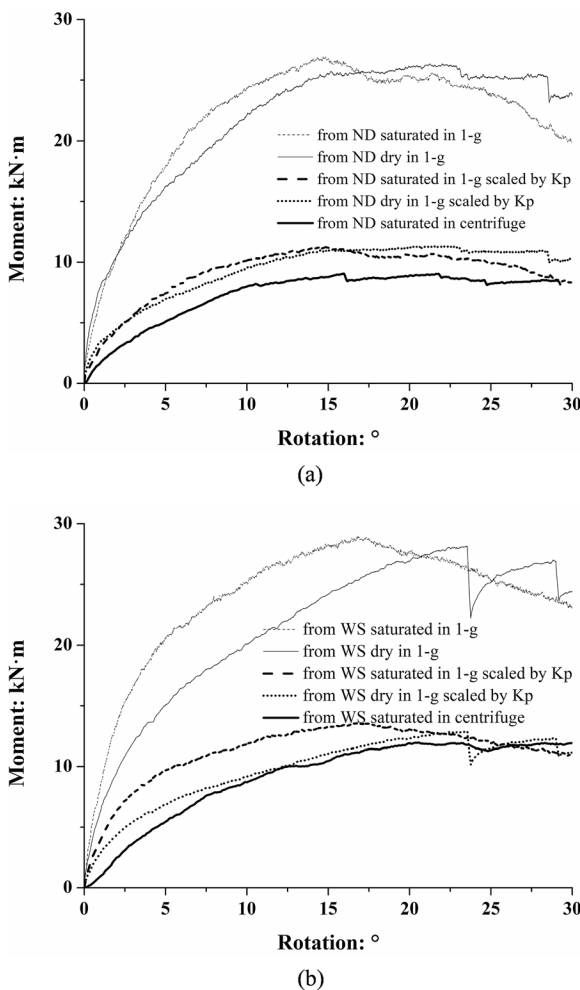 30
20
10
0
Moment: kN·m
from ND saturated in 1-g
from ND dry in 1-g
from ND saturated in 1-g scaled by Kp
from ND dry in 1-g scaled by Kp
from ND saturated in centrifuge
0 5 10 15 20 25 30
Rotation: °
(a)
30
20
10
0
Moment: kN·m
from WS saturated in 1-g
from WS dry in 1-g
from WS saturated in 1-g scaled by Kp
from WS dry in 1-g scaled by Kp
from WS saturated in centrifuge
0 5 10 15 20 25 30
Rotation: °
(b)